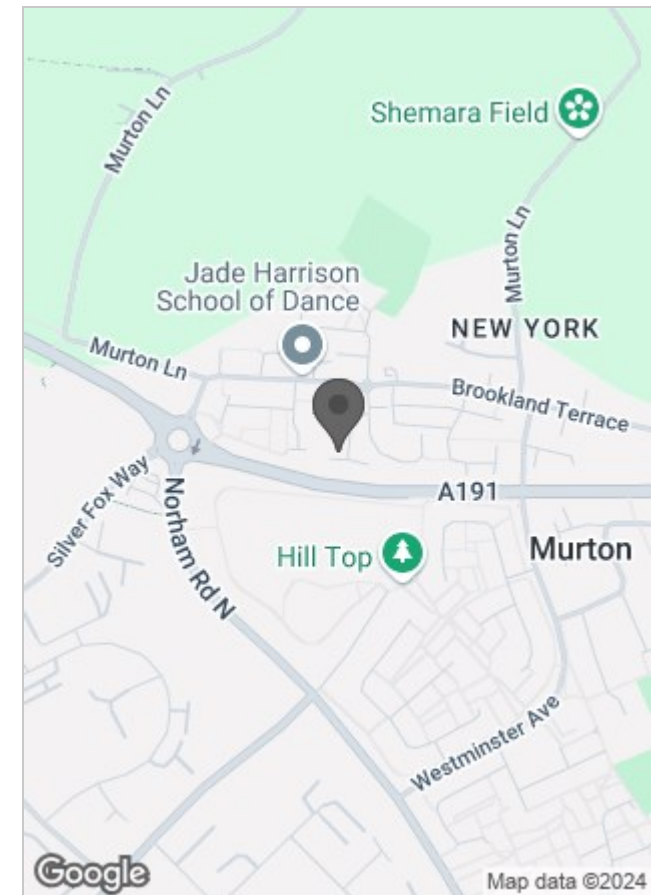 Murton Ln
Shemara Field
Murton Ln
Jade Harrison
School of Dance
NEW YORK
Murton Ln
Brookland Terrace
A191
Silver Fox Way
Norham Rd N
Hill Top
Murton
Westminster Ave
Google
Map data ©2024